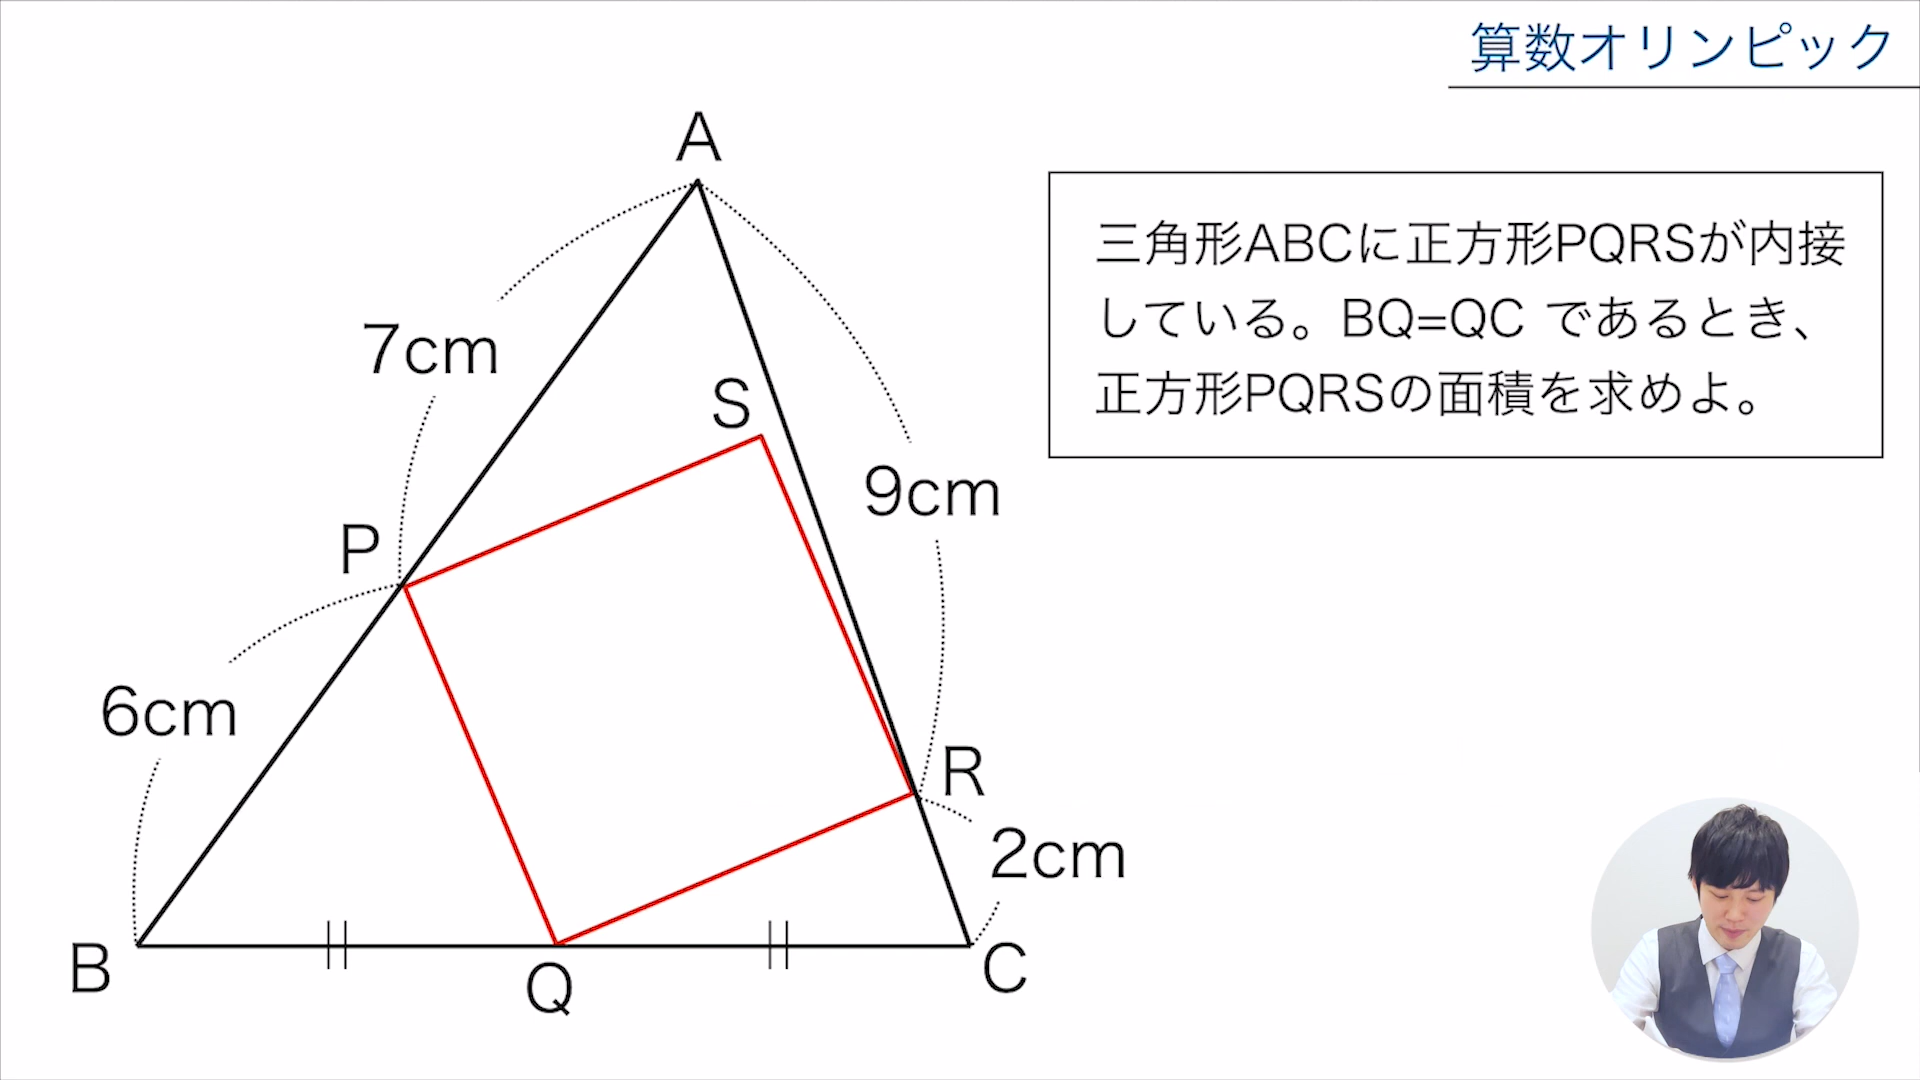 算数オリンピック
A
三角形ABCに正方形PQRSが内接
している。BQ=QC であるとき、
正方形PQRSの面積を求めよ。
7cm
S
9cm
P
6cm
R
2cm
B
Q
C